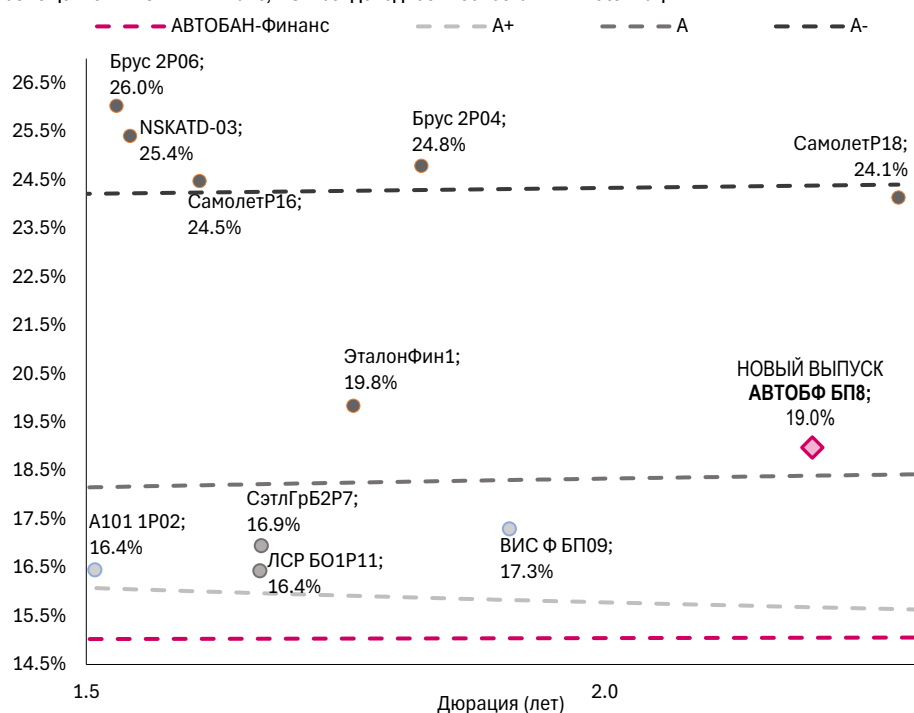 АВТОБАН-Финанс
A+
A
A-
26.5%
25.5%
24.5%
23.5%
22.5%
21.5%
20.5%
19.5%
18.5%
17.5%
16.5%
15.5%
14.5%
Брус 2Р06;
26.0%
NSKATD-03;
25.4%
СамолетР16;
24.5%
Брус 2Р04;
24.8%
СамолетР18;
24.1%
ЭталонФин1;
19.8%
НОВЫЙ ВЫПУСК
АВТОБФ БП8;
19.0%
СэтлГрБ2Р7;
16.9%
А101 1Р02;
16.4%
ЛСР БО1Р11;
16.4%
ВИС Ф БП09;
17.3%
1.5
2.0
Дюрация (лет)